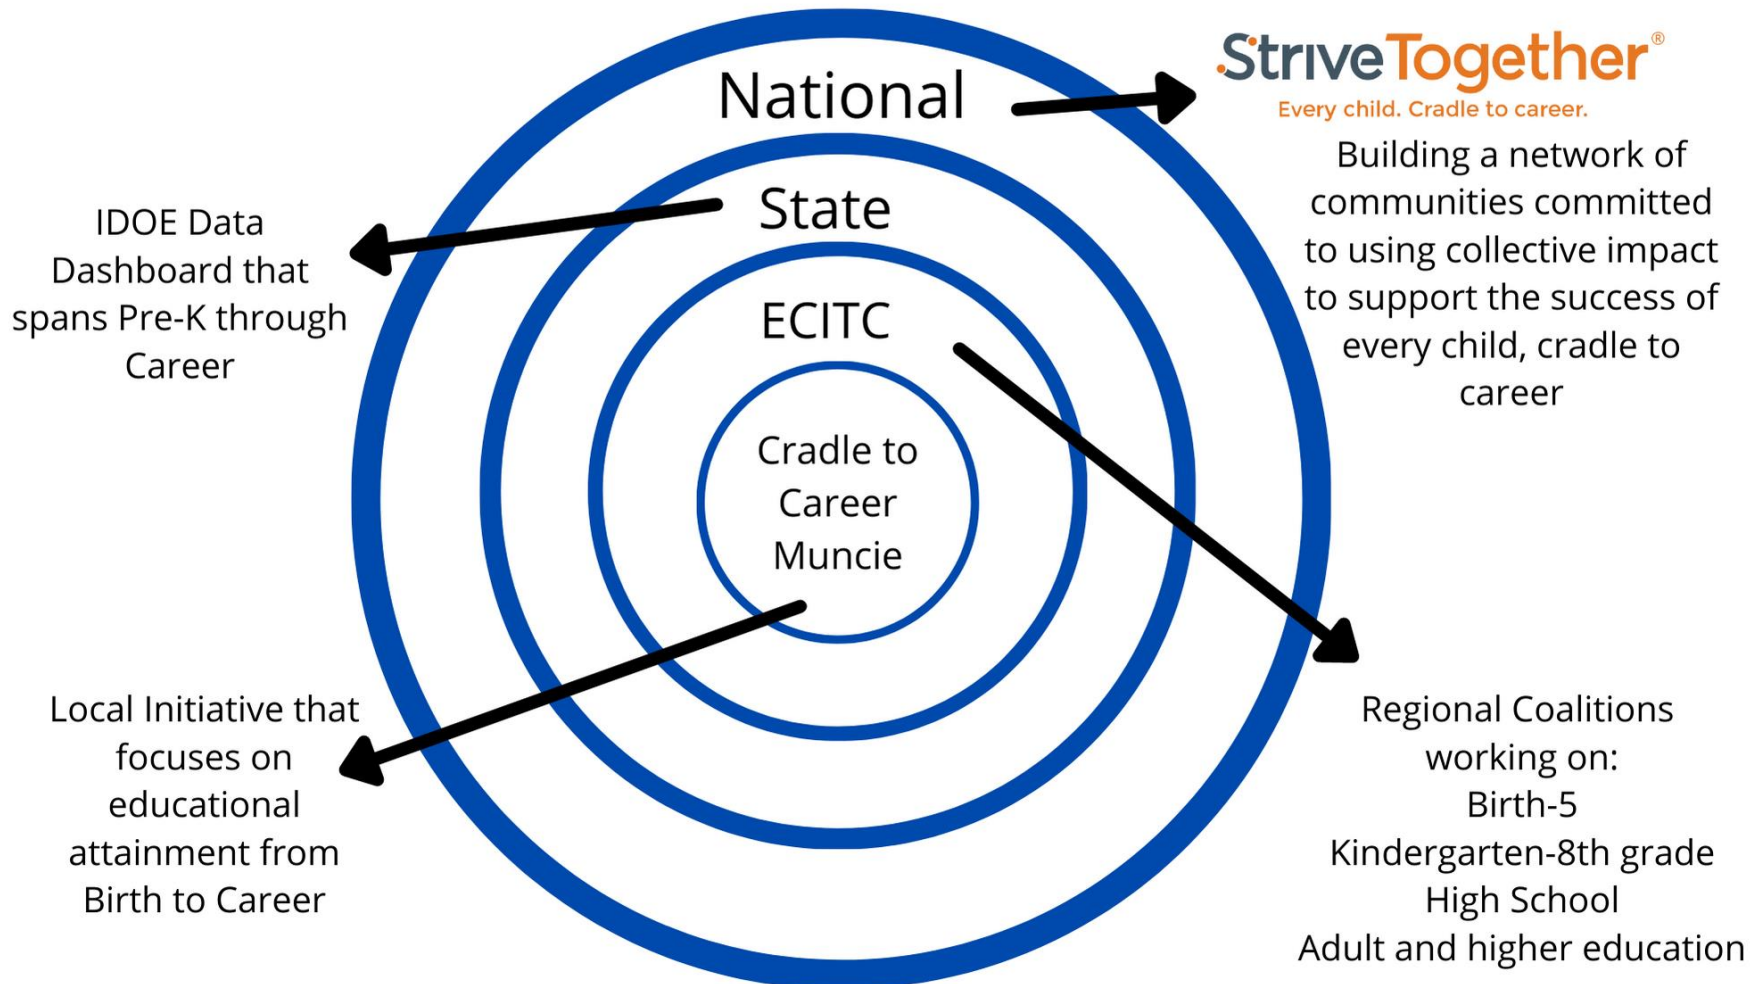 National
StriveTogether®
Every child. Cradle to career.
Building a network of
communities committed
to using collective impact
to support the success of
every child, cradle to
career
State
IDOE Data
Dashboard that
spans Pre-K through
Career
ECITC
Cradle to
Career
Muncie
Local Initiative that
focuses on
educational
attainment from
Birth to Career
Regional Coalitions
working on:
Birth-5
Kindergarten-8th grade
High School
Adult and higher education